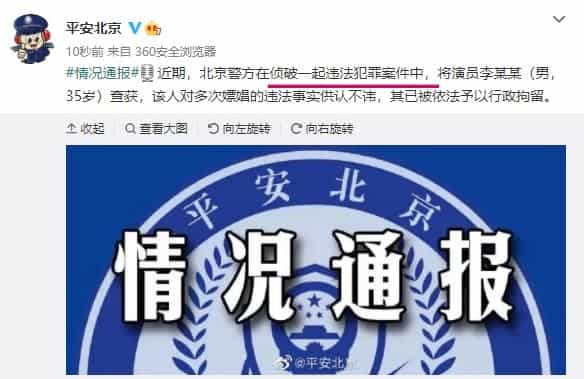 平安北京
10秒前 来自 360安全浏览器
#情况通报# 近期，北京警方在侦破一起违法犯罪案件中，将演员李某某（男，
35岁）查获，该人对多次嫖娼的违法事实供认不讳，其已被依法予以行政拘留。
收起 查看大图 向左旋转 向右旋转
平安北京
情况通报
@平安北京